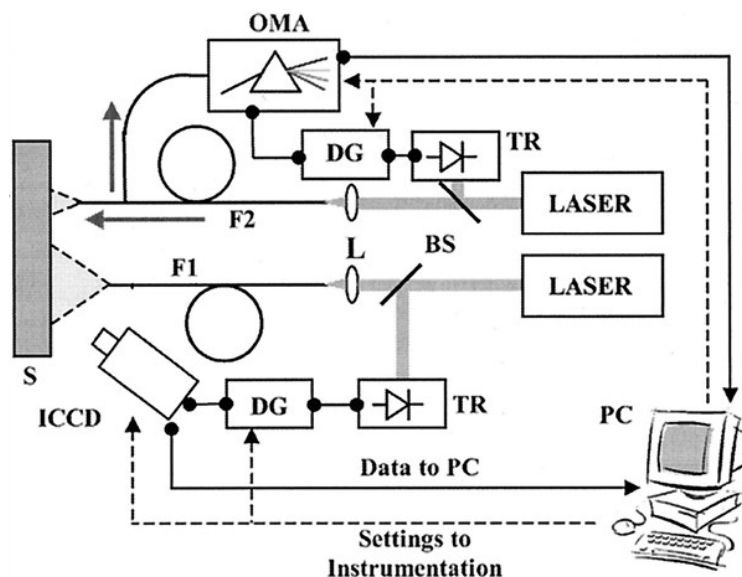 OMA
DG
TR
LASER
F2
L
BS
F1
LASER
S
ICCD
DG
TR
PC
Data to PC
Settings to
Instrumentation